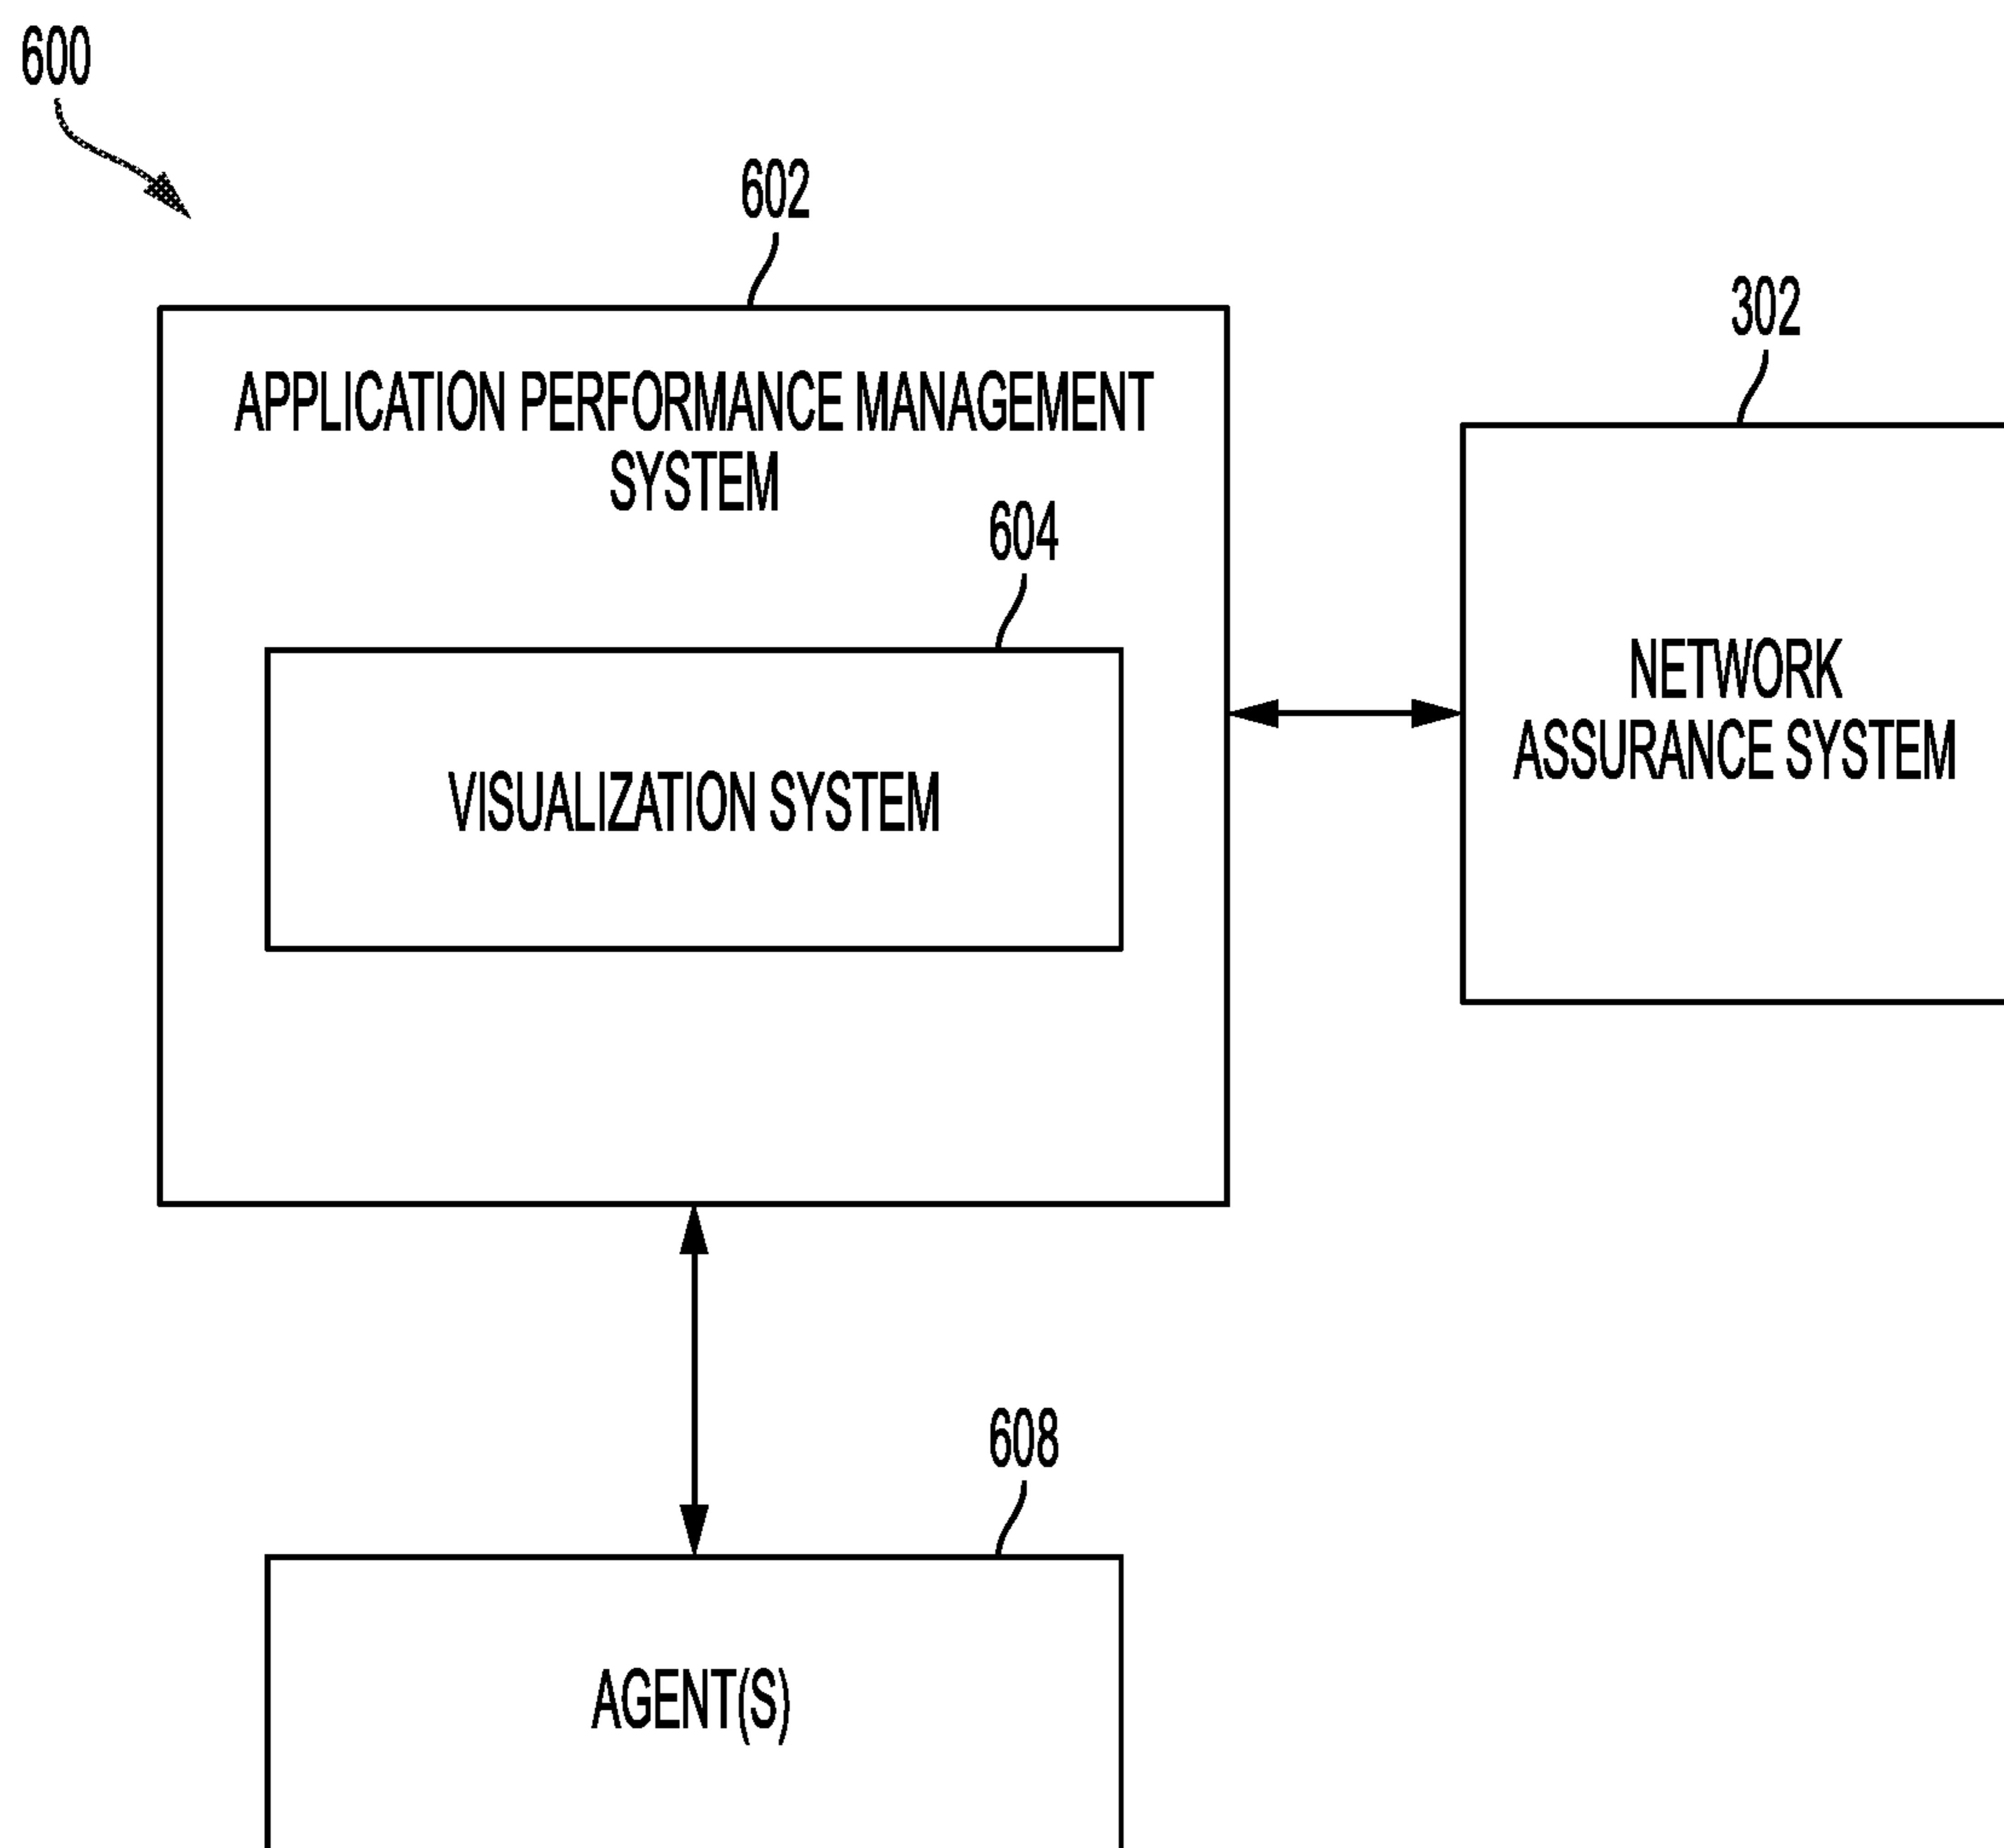 600
602
302
APPLICATION PERFORMANCE MANAGEMENT
SYSTEM
604
NETWORK
ASSURANCE SYSTEM
VISUALIZATION SYSTEM
608
AGENT(S)